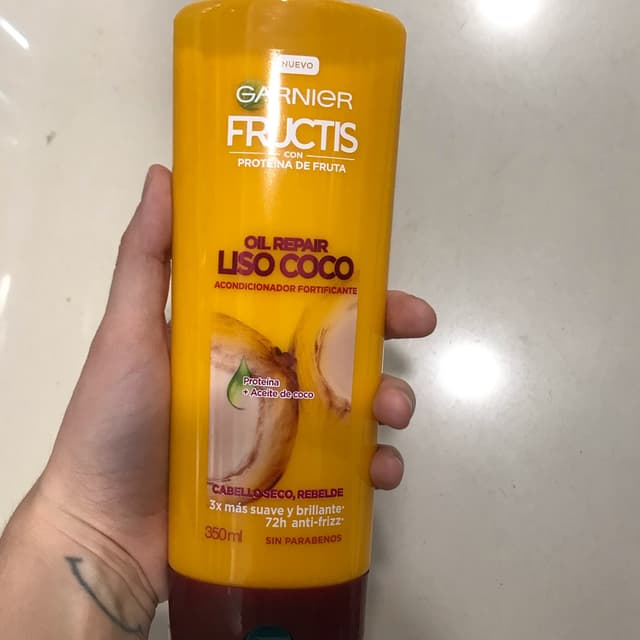 NUEVO
GARNIER
FRUCTIS
CON
PROTEÍNA DE FRUTA
OIL REPAIR
LISO COCO
ACONDICIONADOR FORTIFICANTE
Proteína
+ Aceite de coco
CABELLO SECO, REBELDE
3x más suave y brillante*
72h anti-frizz*
350ml
SIN PARABENOS